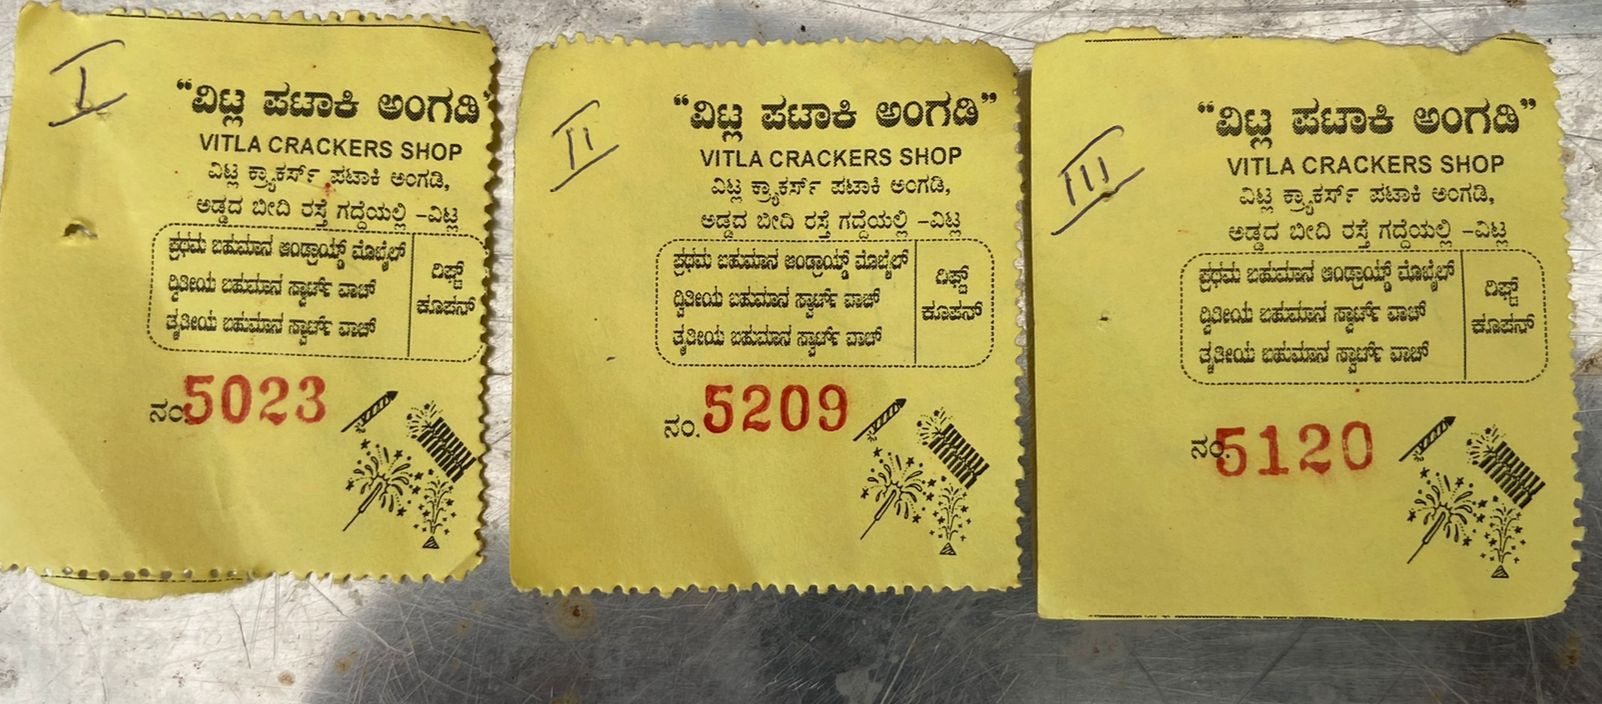 I
“ವಿಟ್ಲ ಪಟಾಕಿ ಅಂಗಡಿ”
VITLA CRACKERS SHOP
ವಿಟ್ಲ ಕ್ರ್ಯಾಕರ್ಸ್ ಪಟಾಕಿ ಅಂಗಡಿ,
ಅಡ್ಡದ ಬೀದಿ ರಸ್ತೆ ಗದ್ದೆಯಲ್ಲಿ -ವಿಟ್ಲ
ಪ್ರಥಮ ಬಹುಮಾನ ಆಂಡ್ರಾಯ್ಡ್ ಮೊಬೈಲ್
ದ್ವಿತೀಯ ಬಹುಮಾನ ಸ್ಮಾರ್ಟ್ ವಾಚ್
ತೃತೀಯ ಬಹುಮಾನ ಸ್ಮಾರ್ಟ್ ವಾಚ್
ಗಿಫ್ಟ್
ಕೂಪನ್
ನಂ. 5023
II
“ವಿಟ್ಲ ಪಟಾಕಿ ಅಂಗಡಿ”
VITLA CRACKERS SHOP
ವಿಟ್ಲ ಕ್ರ್ಯಾಕರ್ಸ್ ಪಟಾಕಿ ಅಂಗಡಿ,
ಅಡ್ಡದ ಬೀದಿ ರಸ್ತೆ ಗದ್ದೆಯಲ್ಲಿ -ವಿಟ್ಲ
ಪ್ರಥಮ ಬಹುಮಾನ ಆಂಡ್ರಾಯ್ಡ್ ಮೊಬೈಲ್
ದ್ವಿತೀಯ ಬಹುಮಾನ ಸ್ಮಾರ್ಟ್ ವಾಚ್
ತೃತೀಯ ಬಹುಮಾನ ಸ್ಮಾರ್ಟ್ ವಾಚ್
ಗಿಫ್ಟ್
ಕೂಪನ್
ನಂ. 5209
III
“ವಿಟ್ಲ ಪಟಾಕಿ ಅಂಗಡಿ”
VITLA CRACKERS SHOP
ವಿಟ್ಲ ಕ್ರ್ಯಾಕರ್ಸ್ ಪಟಾಕಿ ಅಂಗಡಿ,
ಅಡ್ಡದ ಬೀದಿ ರಸ್ತೆ ಗದ್ದೆಯಲ್ಲಿ -ವಿಟ್ಲ
ಪ್ರಥಮ ಬಹುಮಾನ ಆಂಡ್ರಾಯ್ಡ್ ಮೊಬೈಲ್
ದ್ವಿತೀಯ ಬಹುಮಾನ ಸ್ಮಾರ್ಟ್ ವಾಚ್
ತೃತೀಯ ಬಹುಮಾನ ಸ್ಮಾರ್ಟ್ ವಾಚ್
ಗಿಫ್ಟ್
ಕೂಪನ್
ನಂ. 5120